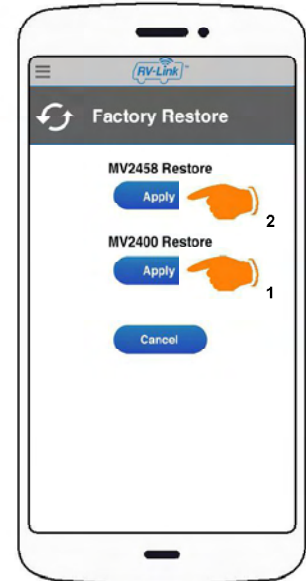 RV-Link
Factory Restore
MV2458 Restore
Apply
2
MV2400 Restore
Apply
1
Cancel